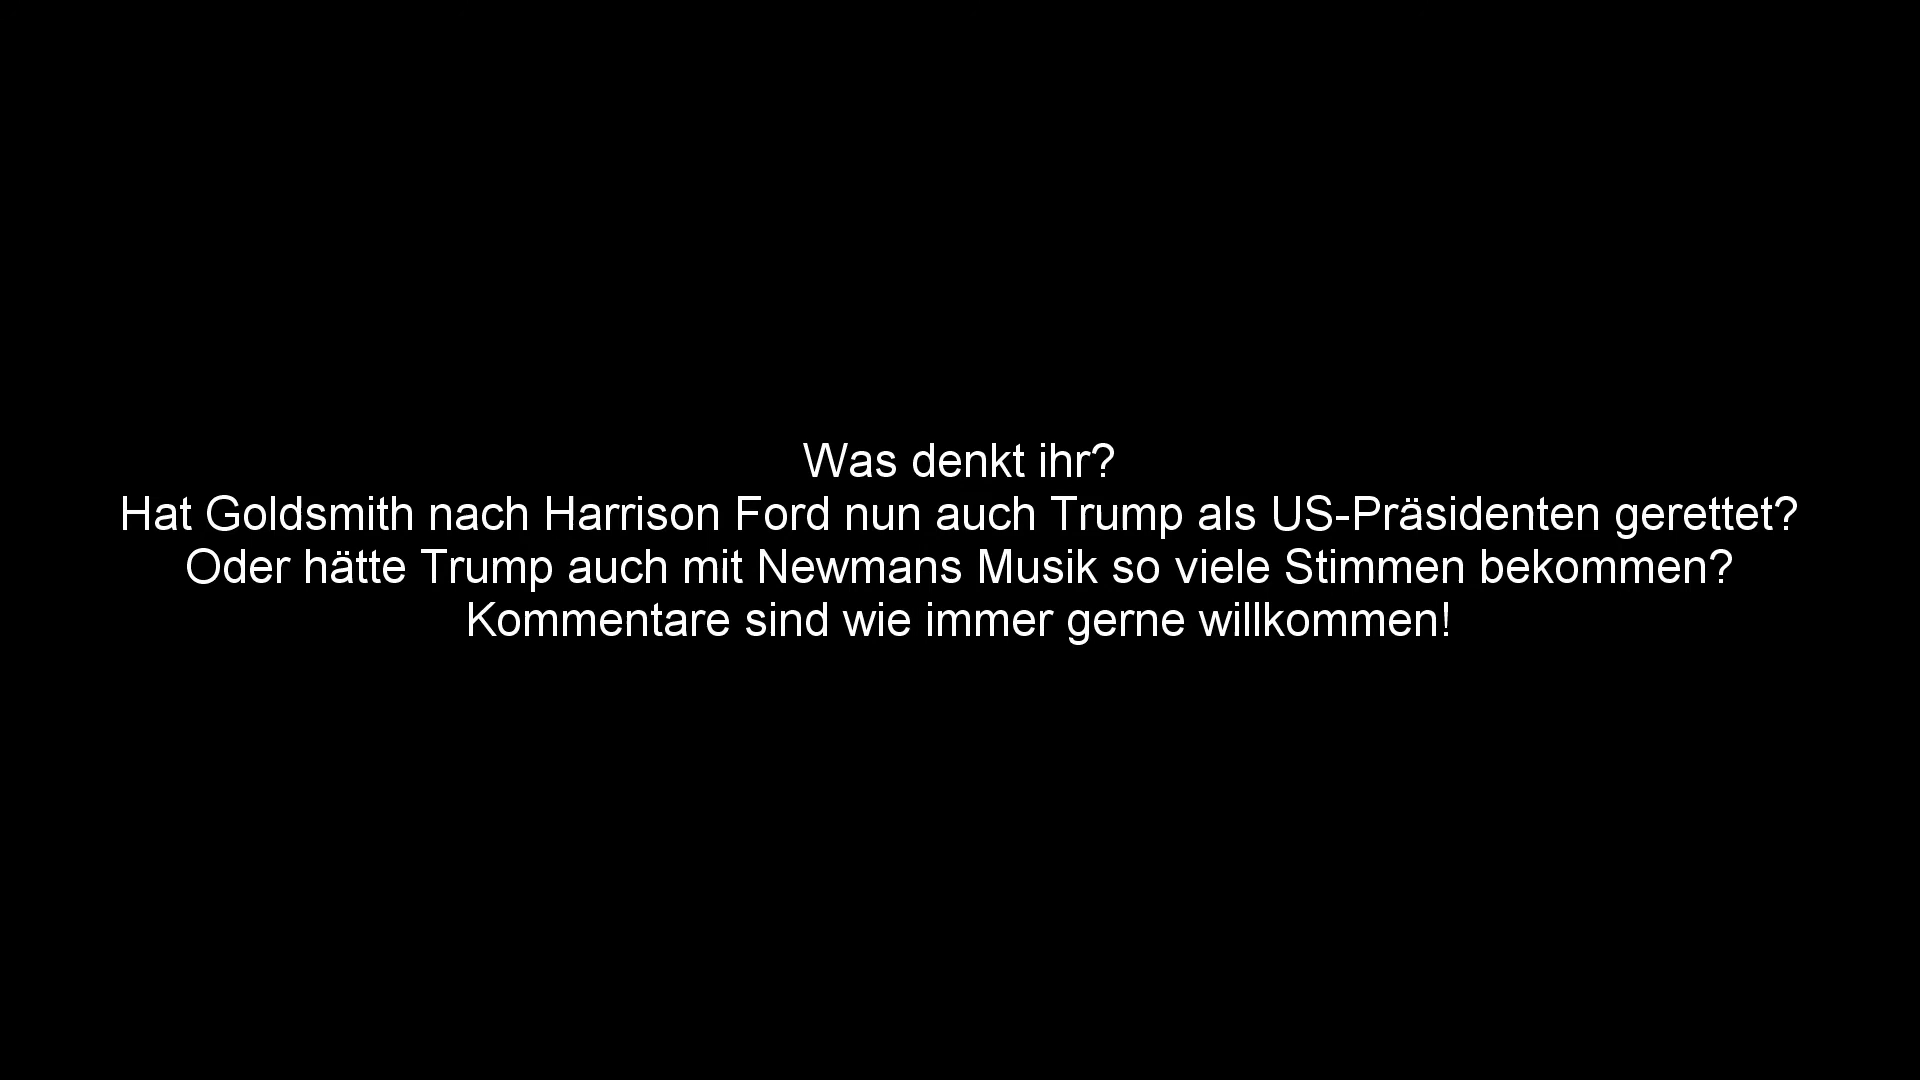 Was denkt ihr?
Hat Goldsmith nach Harrison Ford nun auch Trump als US-Präsidenten gerettet?
Oder hätte Trump auch mit Newmans Musik so viele Stimmen bekommen?
Kommentare sind wie immer gerne willkommen!